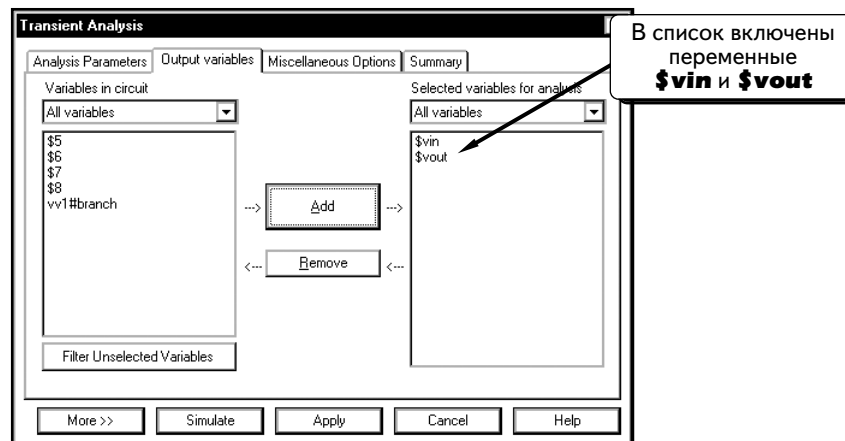 Transient Analysis
В список включены
переменные
$vin и $vout
Analysis Parameters Output variables Miscellaneous Options Summary
Variables in circuit
Selected variables for analysis
All variables
All variables
$5
$6
$7
$8
vv1#branch
$vin
$vout
---> Add --->
<--- Remove <---
Filter Unselected Variables
More >> Simulate Apply Cancel Help